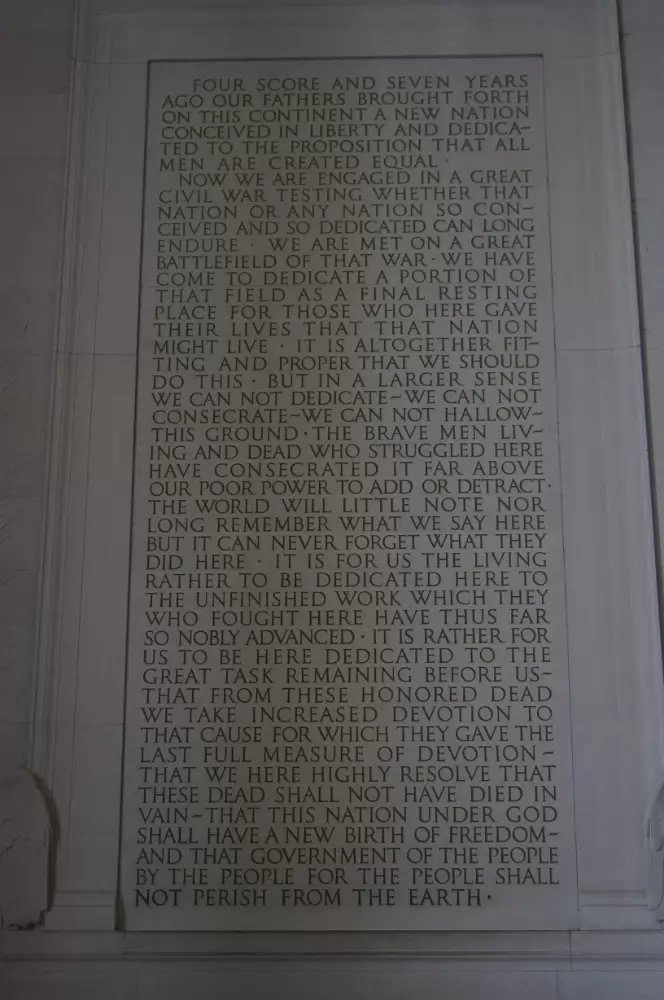 FOUR SCORE AND SEVEN YEARS
AGO OUR FATHERS BROUGHT FORTH
ON THIS CONTINENT A NEW NATION
CONCEIVED IN LIBERTY AND DEDICA~
TED TO THE PROPOSITION THAT ALL
MEN ARE CREATED EQUAL ·
NOW WE ARE ENGAGED IN A GREAT
CIVIL WAR TESTING WHETHER THAT
NATION OR ANY NATION SO CON~
CEIVED AND SO DEDICATED CAN LONG
ENDURE · WE ARE MET ON A GREAT
BATTLEFIELD OF THAT WAR · WE HAVE
COME TO DEDICATE A PORTION OF
THAT FIELD AS A FINAL RESTING
PLACE FOR THOSE WHO HERE GAVE
THEIR LIVES THAT THAT NATION
MIGHT LIVE · IT IS ALTOGETHER FIT~
TING AND PROPER THAT WE SHOULD
DO THIS · BUT IN A LARGER SENSE
WE CAN NOT DEDICATE~WE CAN NOT
CONSECRATE~WE CAN NOT HALLOW~
THIS GROUND · THE BRAVE MEN LIV~
ING AND DEAD WHO STRUGGLED HERE
HAVE CONSECRATED IT FAR ABOVE
OUR POOR POWER TO ADD OR DETRACT ·
THE WORLD WILL LITTLE NOTE NOR
LONG REMEMBER WHAT WE SAY HERE
BUT IT CAN NEVER FORGET WHAT THEY
DID HERE · IT IS FOR US THE LIVING
RATHER TO BE DEDICATED HERE TO
THE UNFINISHED WORK WHICH THEY
WHO FOUGHT HERE HAVE THUS FAR
SO NOBLY ADVANCED · IT IS RATHER FOR
US TO BE HERE DEDICATED TO THE
GREAT TASK REMAINING BEFORE US~
THAT FROM THESE HONORED DEAD
WE TAKE INCREASED DEVOTION TO
THAT CAUSE FOR WHICH THEY GAVE THE
LAST FULL MEASURE OF DEVOTION~
THAT WE HERE HIGHLY RESOLVE THAT
THESE DEAD SHALL NOT HAVE DIED IN
VAIN~THAT THIS NATION UNDER GOD
SHALL HAVE A NEW BIRTH OF FREEDOM~
AND THAT GOVERNMENT OF THE PEOPLE
BY THE PEOPLE FOR THE PEOPLE SHALL
NOT PERISH FROM THE EARTH ·